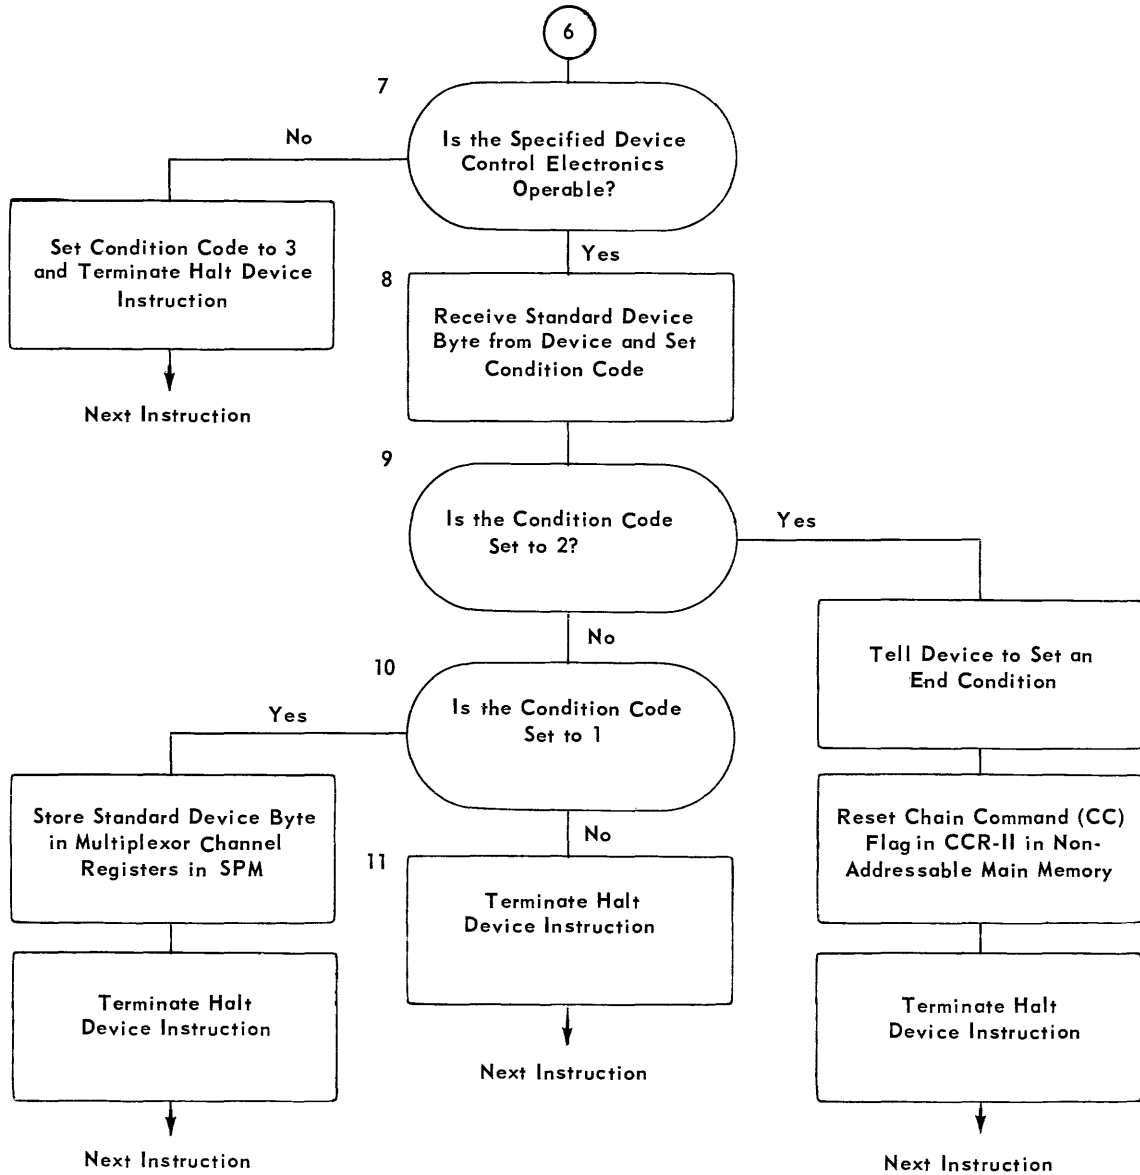 6
7
No
Is the Specified Device
Control Electronics
Operable?
Set Condition Code to 3
and Terminate Halt Device
Instruction
Next Instruction
Yes
8
Receive Standard Device
Byte from Device and Set
Condition Code
9
Is the Condition Code
Set to 2?
Yes
No
Tell Device to Set an
End Condition
10
Is the Condition Code
Set to 1
Yes
No
Store Standard Device Byte
in Multiplexor Channel
Registers in SPM
Reset Chain Command (CC)
Flag in CCR-II in Non-
Addressable Main Memory
11
Terminate Halt
Device Instruction
Next Instruction
Terminate Halt
Device Instruction
Next Instruction
Terminate Halt
Device Instruction
Next Instruction